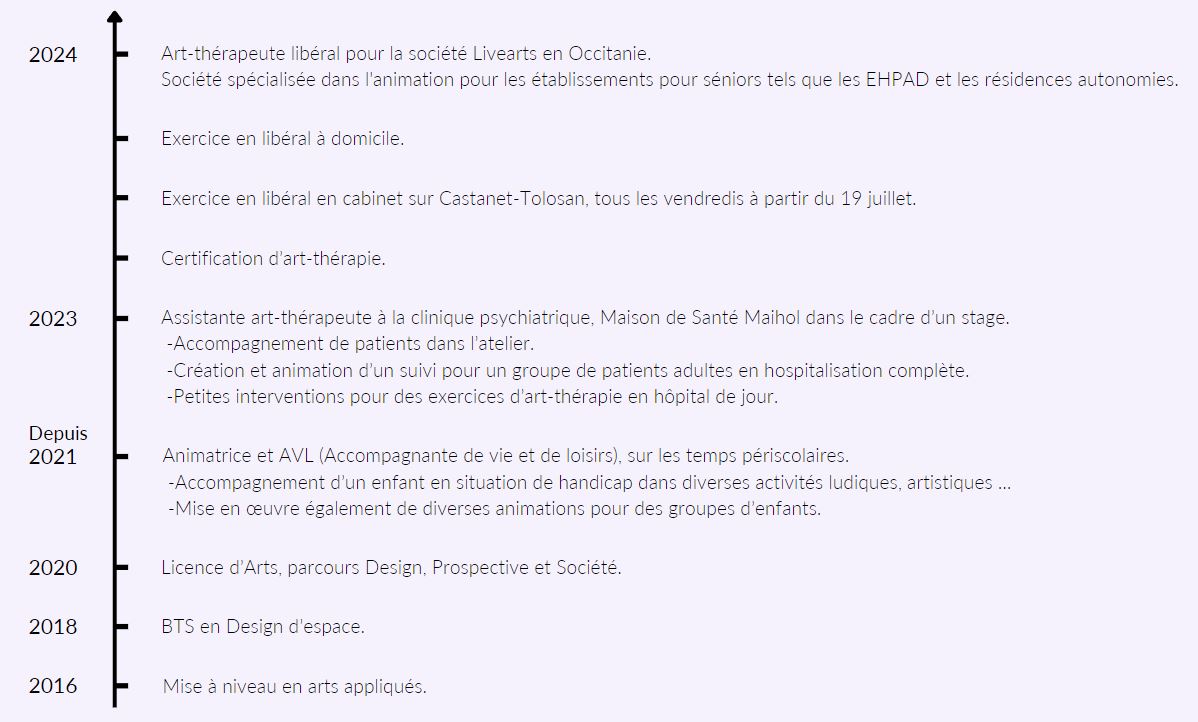 2024
Art-thérapeute libéral pour la société Livearts en Occitanie.
Société spécialisée dans l'animation pour les établissements pour séniors tels que les EHPAD et les résidences autonomies.
Exercice en libéral à domicile.
Exercice en libéral en cabinet sur Castanet-Tolosan, tous les vendredis à partir du 19 juillet.
Certification d'art-thérapie.
2023
Assistante art-thérapeute à la clinique psychiatrique, Maison de Santé Maihol dans le cadre d'un stage.
-Accompagnement de patients dans l'atelier.
-Création et animation d'un suivi pour un groupe de patients adultes en hospitalisation complète.
-Petites interventions pour des exercices d'art-thérapie en hôpital de jour.
Depuis
2021
Animatrice et AVL (Accompagnante de vie et de loisirs), sur les temps périscolaires.
-Accompagnement d'un enfant en situation de handicap dans diverses activités ludiques, artistiques ...
-Mise en œuvre également de diverses animations pour des groupes d'enfants.
2020
Licence d'Arts, parcours Design, Prospective et Société.
2018
BTS en Design d'espace.
2016
Mise à niveau en arts appliqués.